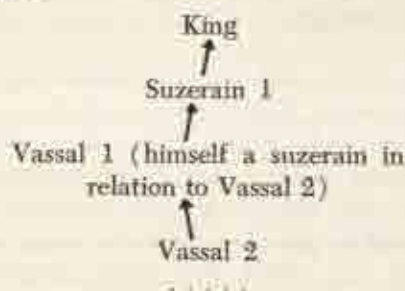 King
Suzerain 1
Vassal 1 (himself a suzerain in
relation to Vassal 2)
Vassal 2